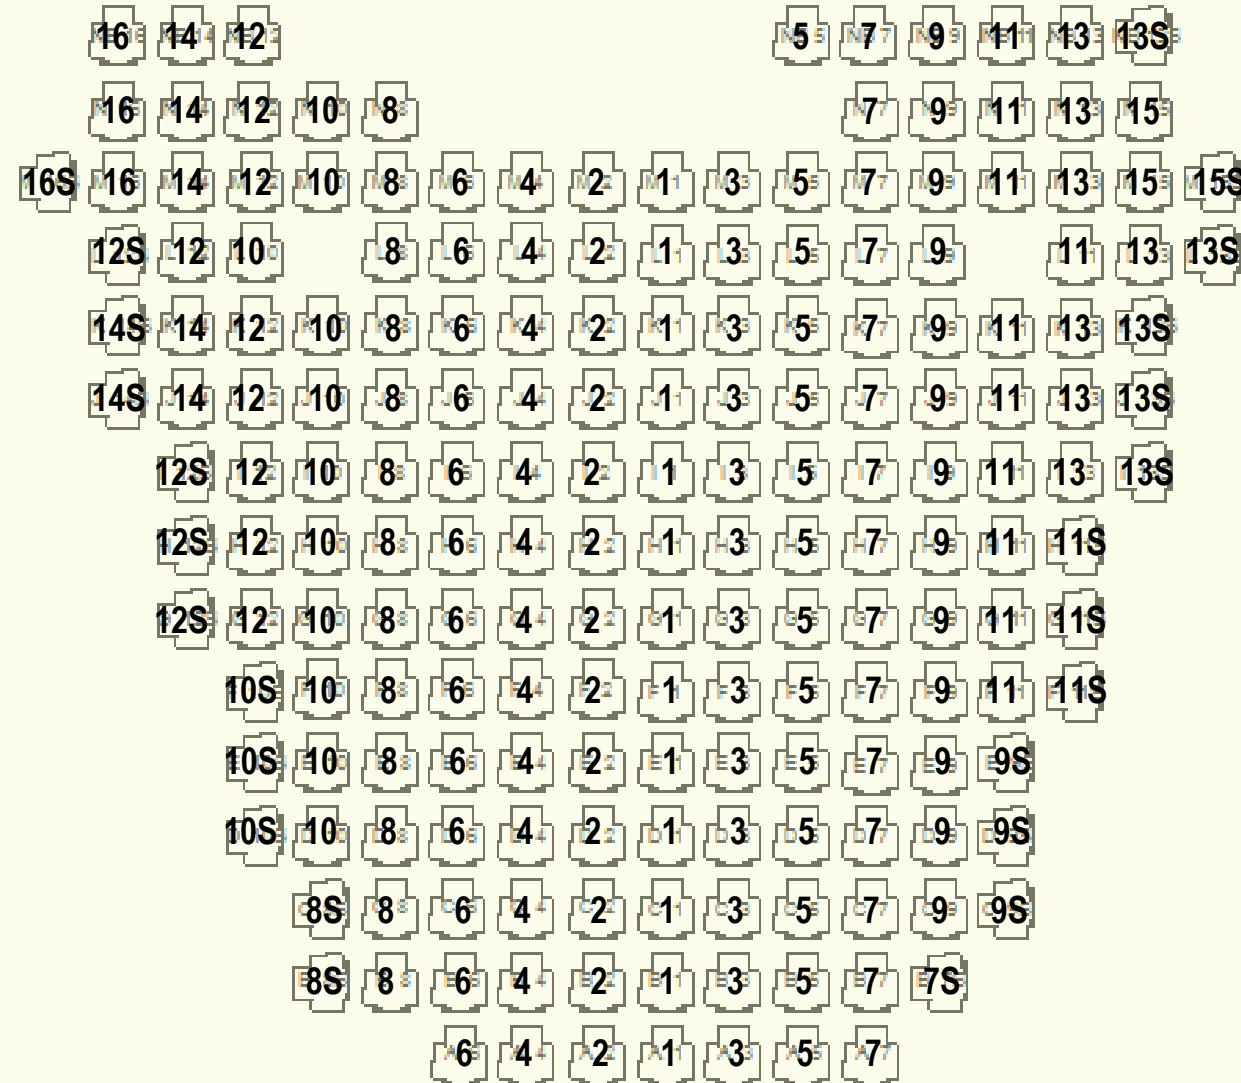 16 14 12 5 7 9 11 13 13S
16 14 12 10 8 7 9 11 13 15
16S 16 14 12 10 8 6 4 2 1 3 5 7 9 11 13 15 15S
12S 12 10 8 6 4 2 1 3 5 7 9 11 13 13S
14S 14 12 10 8 6 4 2 1 3 5 7 9 11 13 13S
14S 14 12 10 8 6 4 2 1 3 5 7 9 11 13 13S
12S 12 10 8 6 4 2 1 3 5 7 9 11 13 13S
12S 12 10 8 6 4 2 1 3 5 7 9 11 11S
12S 12 10 8 6 4 2 1 3 5 7 9 11 11S
10S 10 8 6 4 2 1 3 5 7 9 11 11S
10S 10 8 6 4 2 1 3 5 7 9 9S
10S 10 8 6 4 2 1 3 5 7 9 9S
8S 8 6 4 2 1 3 5 7 9 9S
8S 8 6 4 2 1 3 5 7 7S
6 4 2 1 3 5 7